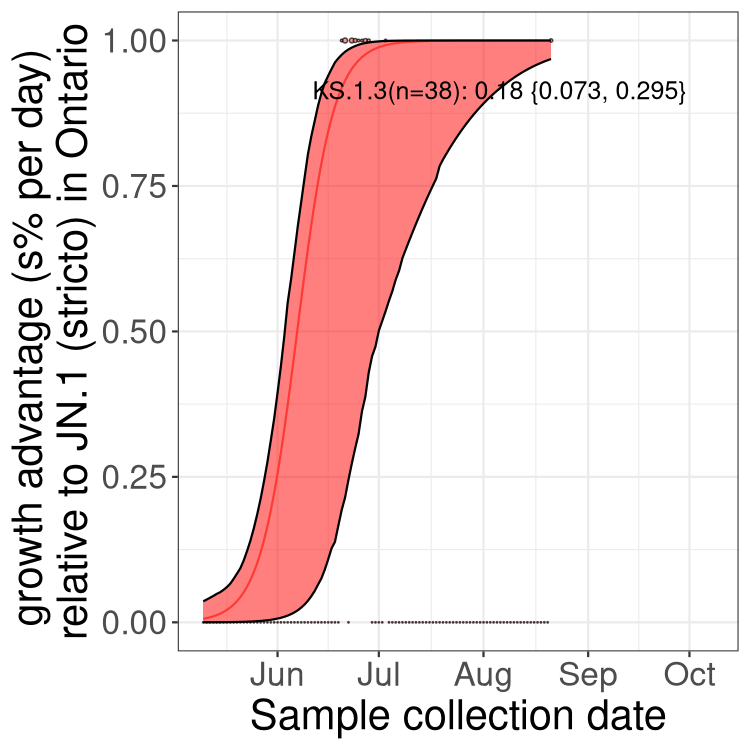 growth advantage (s% per day)
relative to JN.1 (stricto) in Ontario
1.00
0.75
0.50
0.25
0.00
KS.1.3(n=38): 0.18 {0.073, 0.295}
Jun Jul Aug Sep Oct
Sample collection date